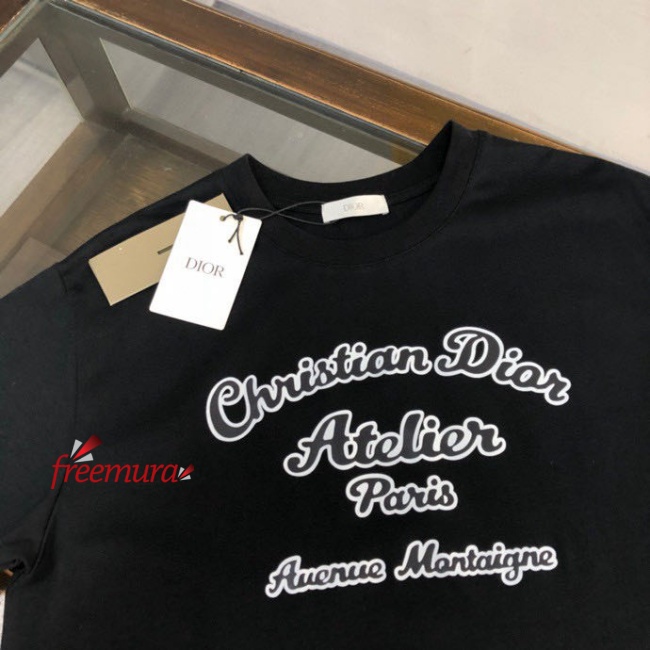 DIOR
DIOR
Christian Dior
Atelier
Paris
Avenue Montaigne
freemura